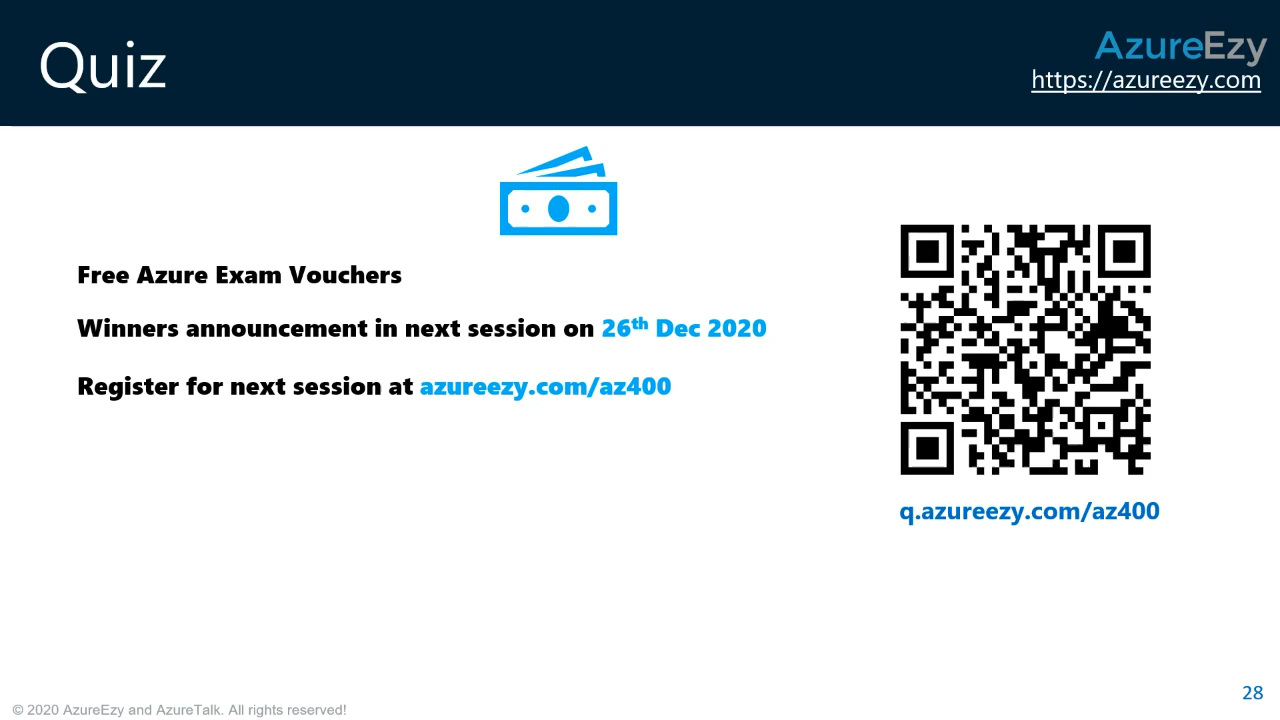 Quiz
AzureEzy
https://azureezy.com
Free Azure Exam Vouchers
Winners announcement in next session on 26th Dec 2020
Register for next session at azureezy.com/az400
q.azureezy.com/az400
28
© 2020 AzureEzy and AzureTalk. All rights reserved!